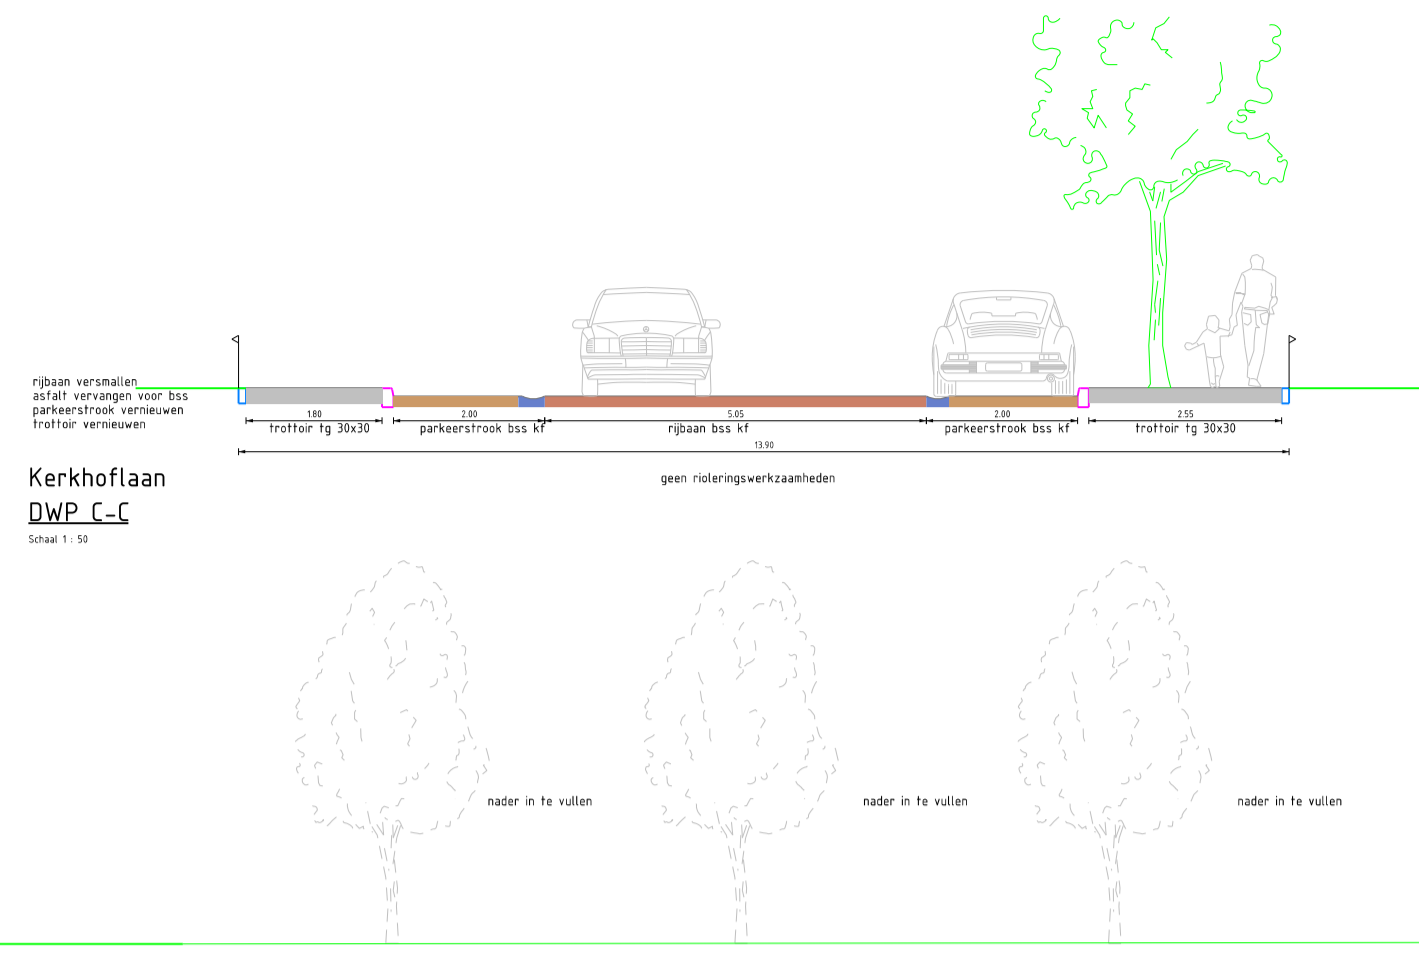 rijbaan versmallen
asfalt vervangen voor bss
parkeerstrook vernieuwen
trottoir vernieuwen
1.80
2.00
5.05
2.00
2.55
trottoir tg 30x30
parkeerstrook bss kf
rijbaan bss kf
parkeerstrook bss kf
trottoir tg 30x30
13.90
geen rioleringswerkzaamheden
Kerkhoflaan
DWP C-C
Schaal 1 : 50
nader in te vullen
nader in te vullen
nader in te vullen